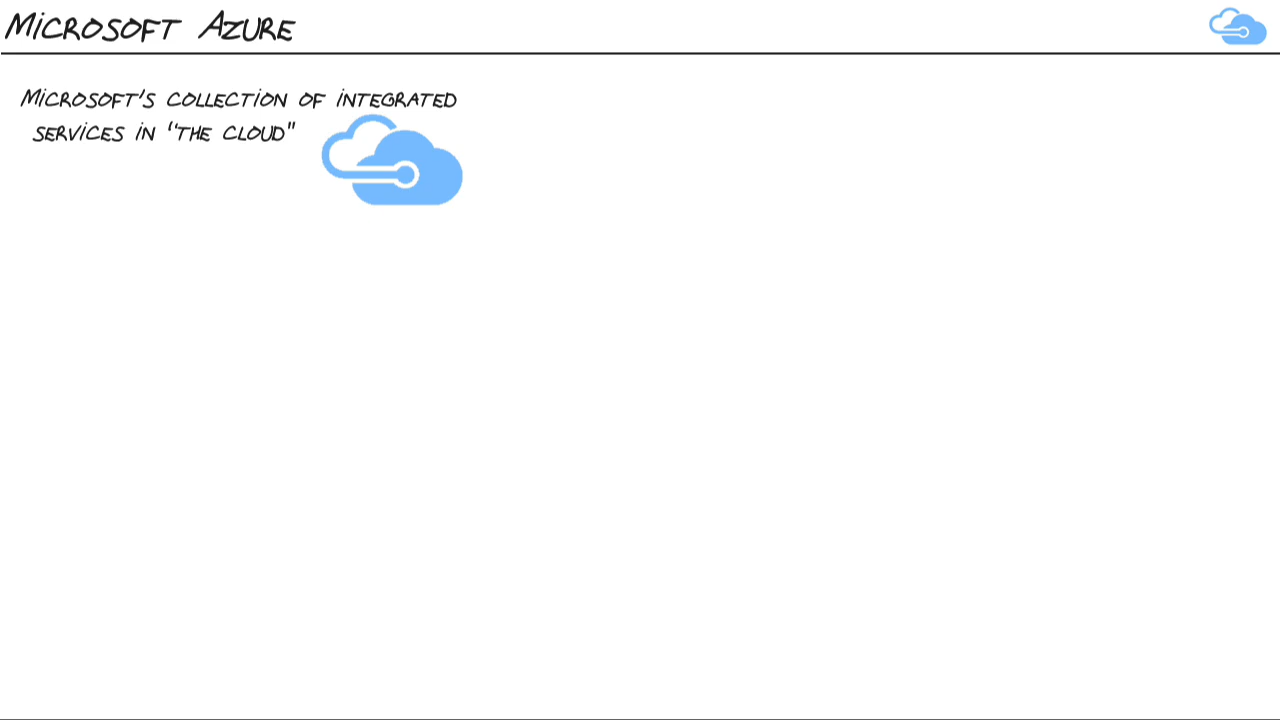 Microsoft Azure
Microsoft's collection of integrated
services in "the cloud"